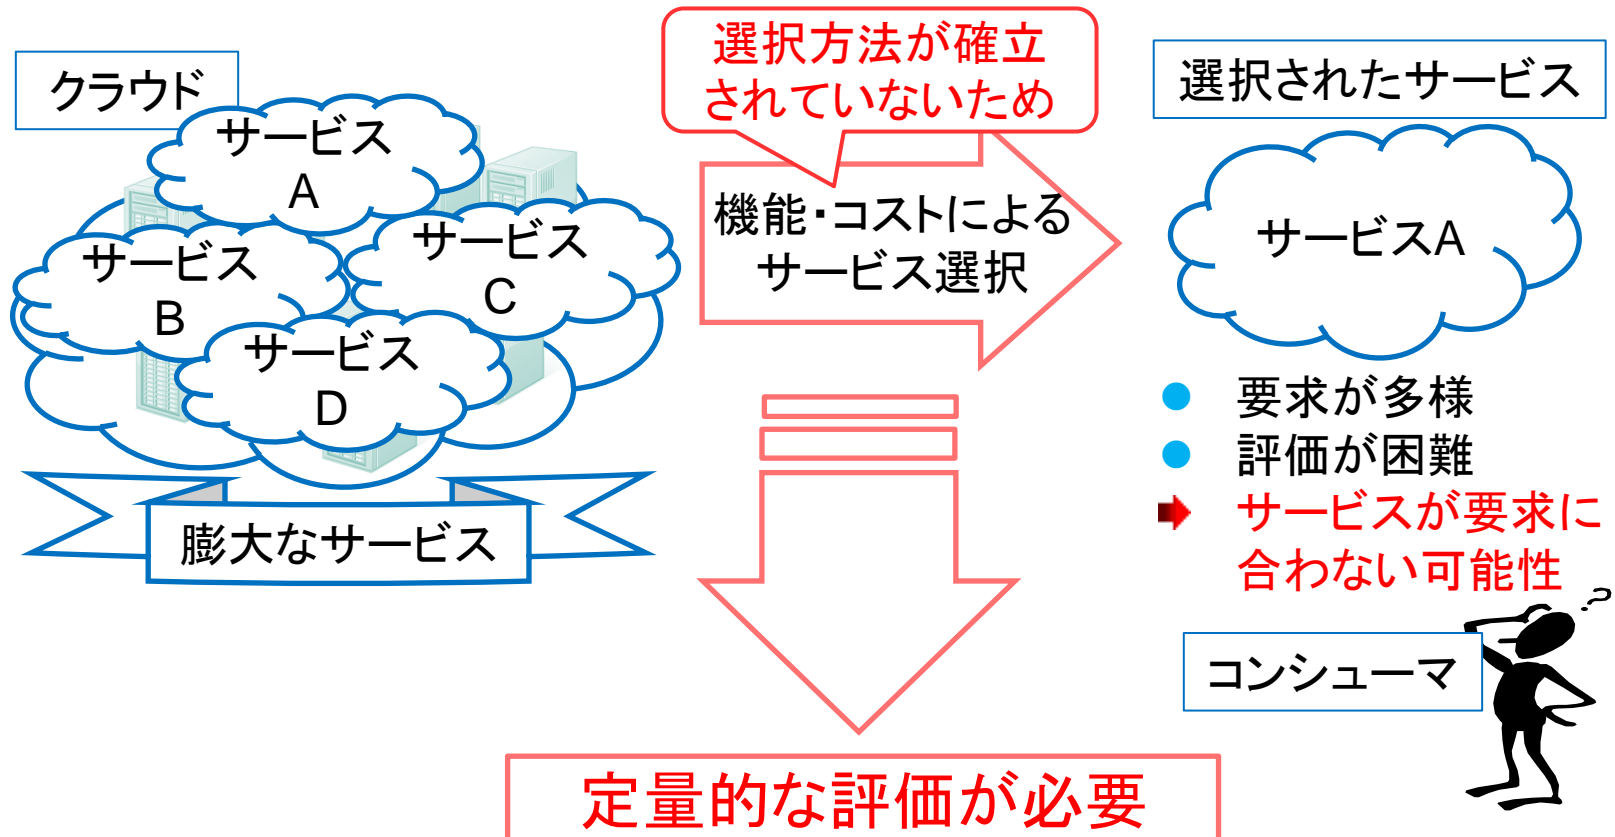 クラウド
サービス
A
サービス
B
サービス
C
サービス
D
膨大なサービス
選択方法が確立
されていないため
機能・コストによる
サービス選択
選択されたサービス
サービスA
要求が多様
評価が困難
サービスが要求に
合わない可能性
?
コンシューマ
定量的な評価が必要